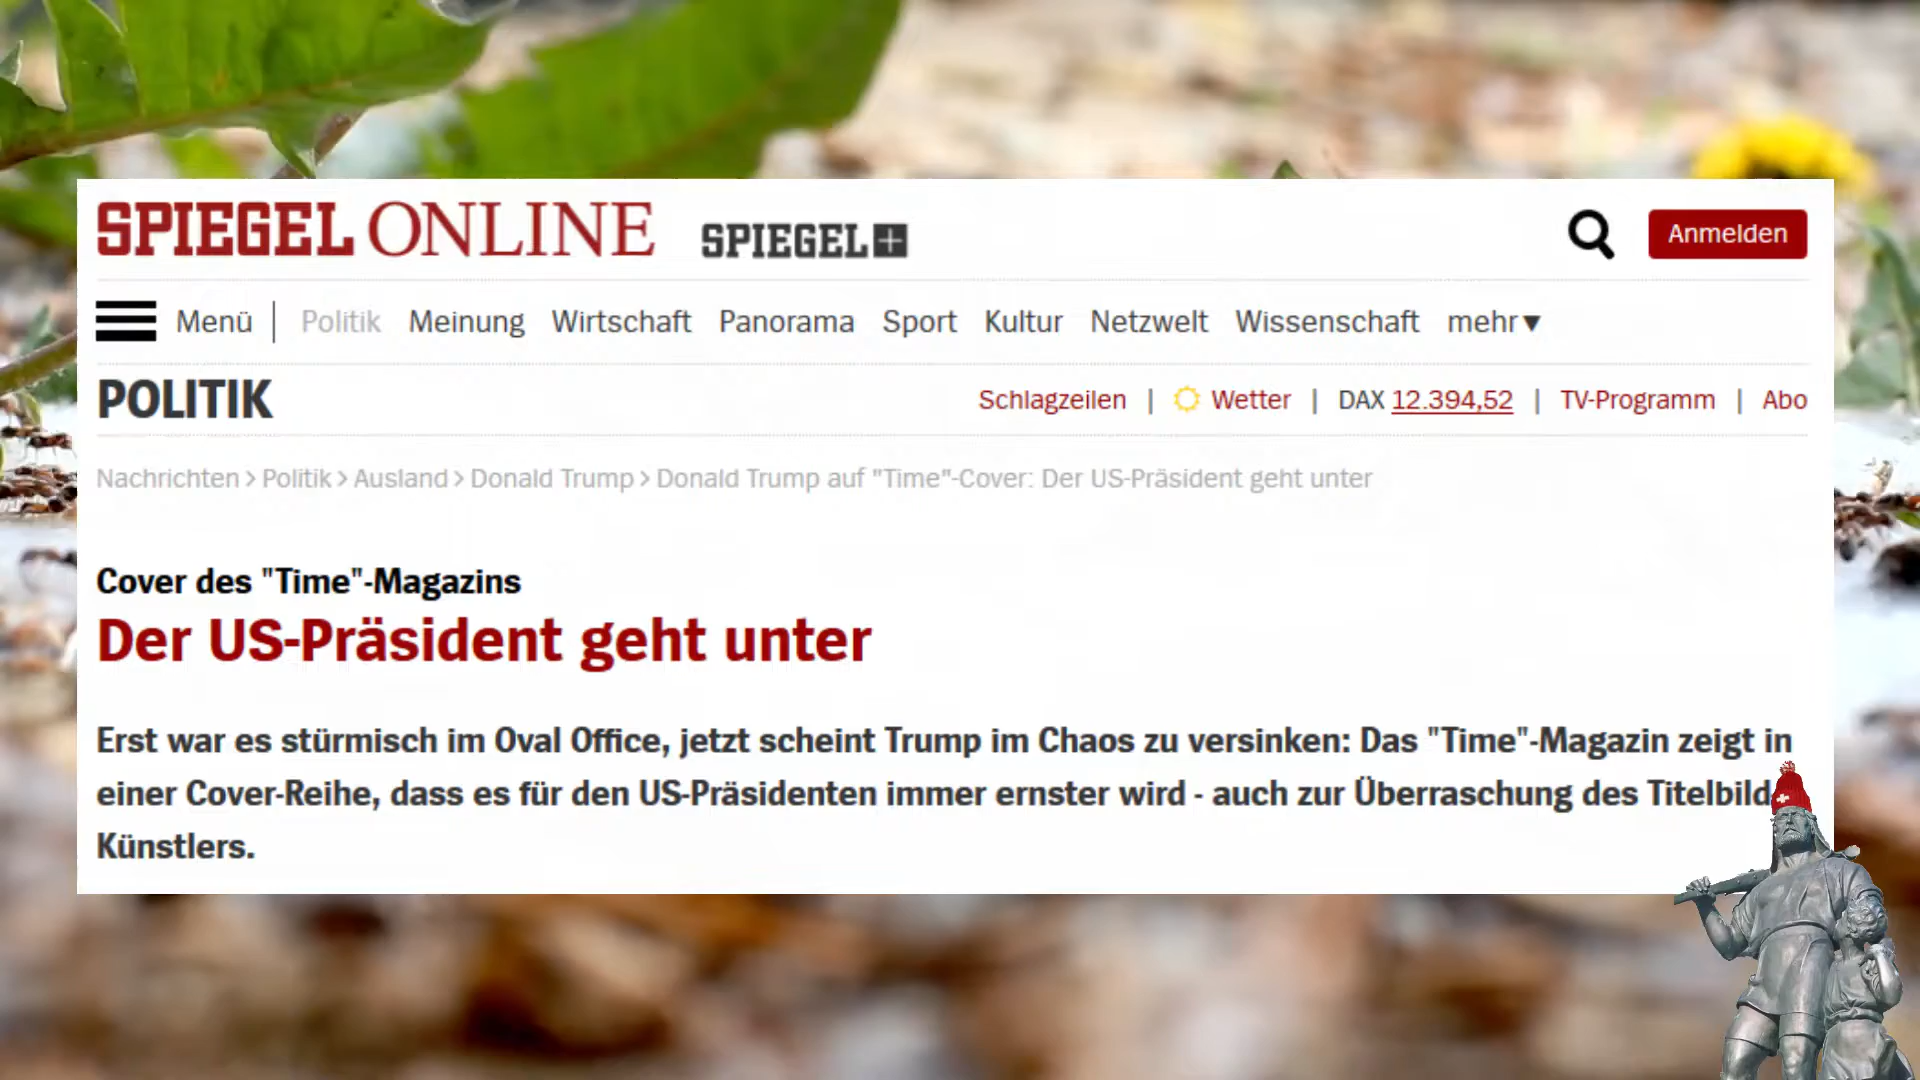 SPIEGEL ONLINE SPIEGEL+ Anmelden
Menü Politik Meinung Wirtschaft Panorama Sport Kultur Netzwelt Wissenschaft mehr▼
POLITIK Schlagzeilen | Wetter | DAX 12.394,52 | TV-Programm | Abo
Nachrichten > Politik > Ausland > Donald Trump > Donald Trump auf "Time"-Cover: Der US-Präsident geht unter
Cover des "Time"-Magazins
Der US-Präsident geht unter
Erst war es stürmisch im Oval Office, jetzt scheint Trump im Chaos zu versinken: Das "Time"-Magazin zeigt in
einer Cover-Reihe, dass es für den US-Präsidenten immer ernster wird - auch zur Überraschung des Titelbild
Künstlers.